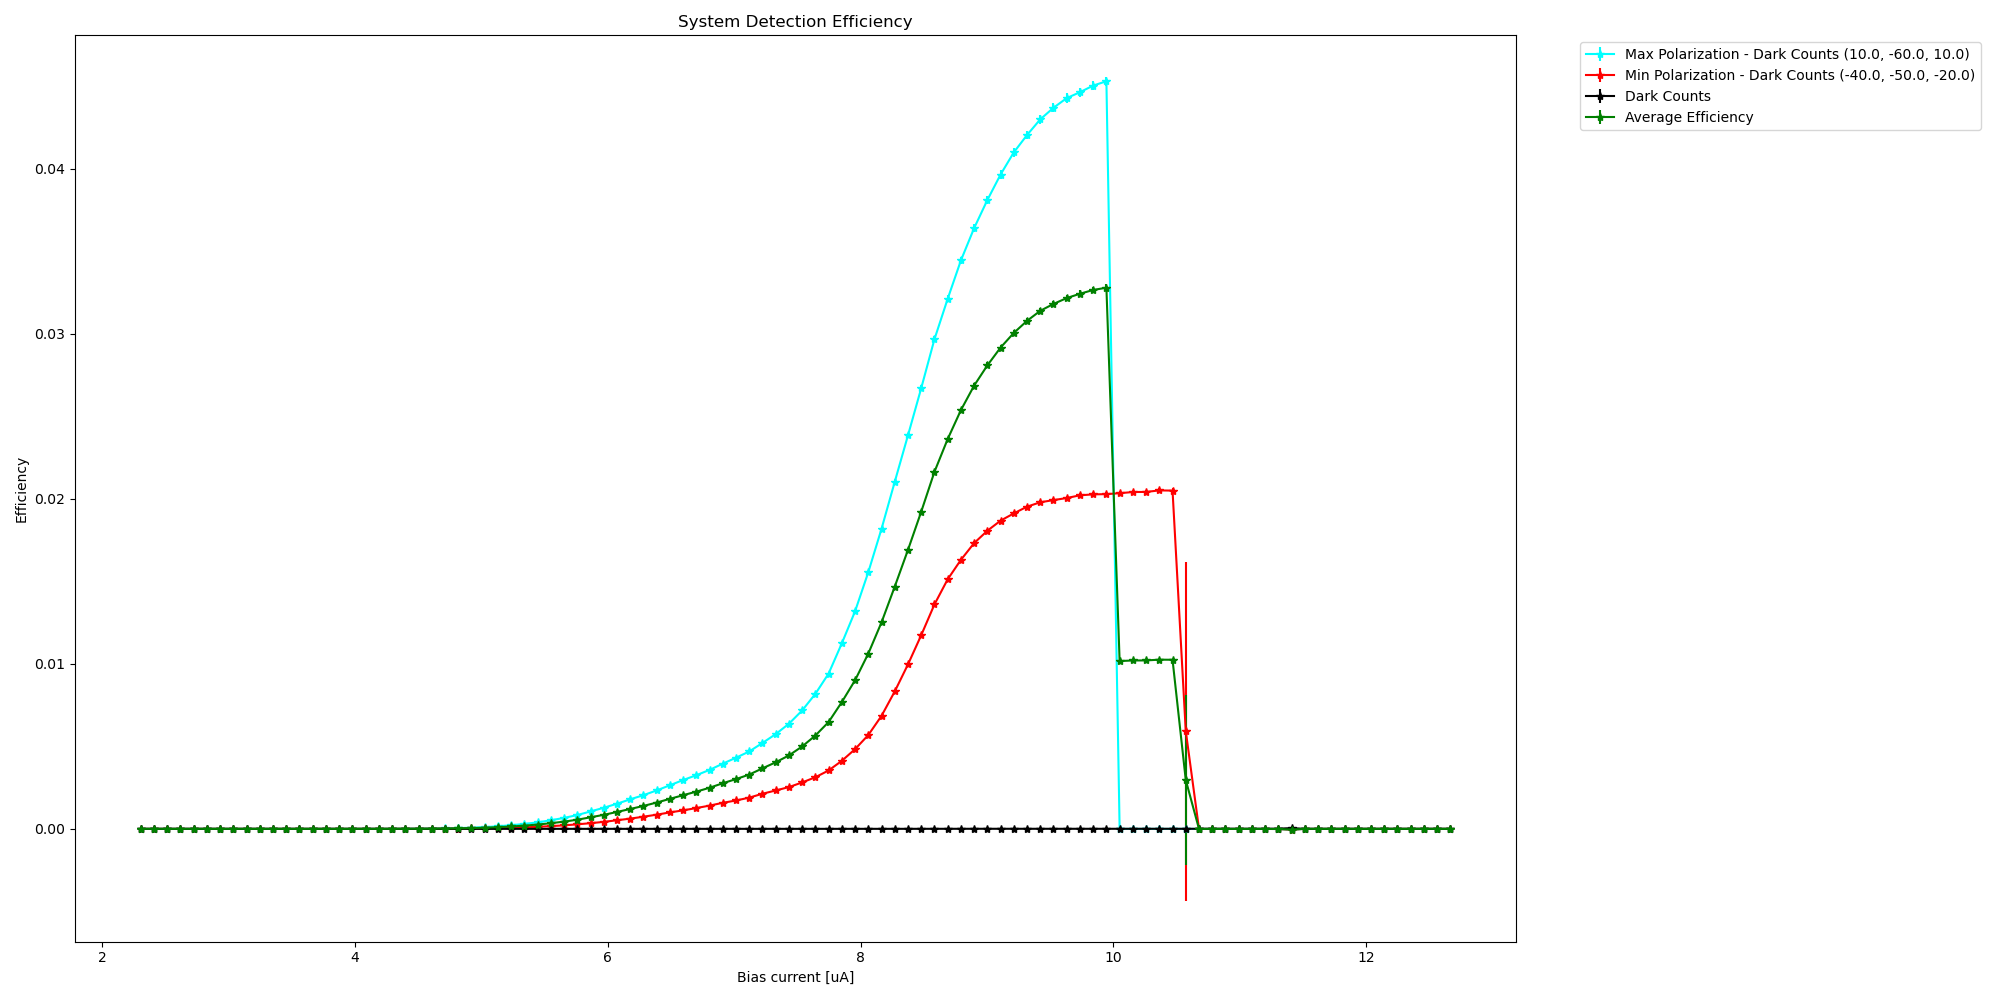 System Detection Efficiency
Max Polarization - Dark Counts (10.0, -60.0, 10.0)
Min Polarization - Dark Counts (-40.0, -50.0, -20.0)
Dark Counts
Average Efficiency
Efficiency
0.04
0.03
0.02
0.01
0.00
2 4 6 8 10 12
Bias current [uA]